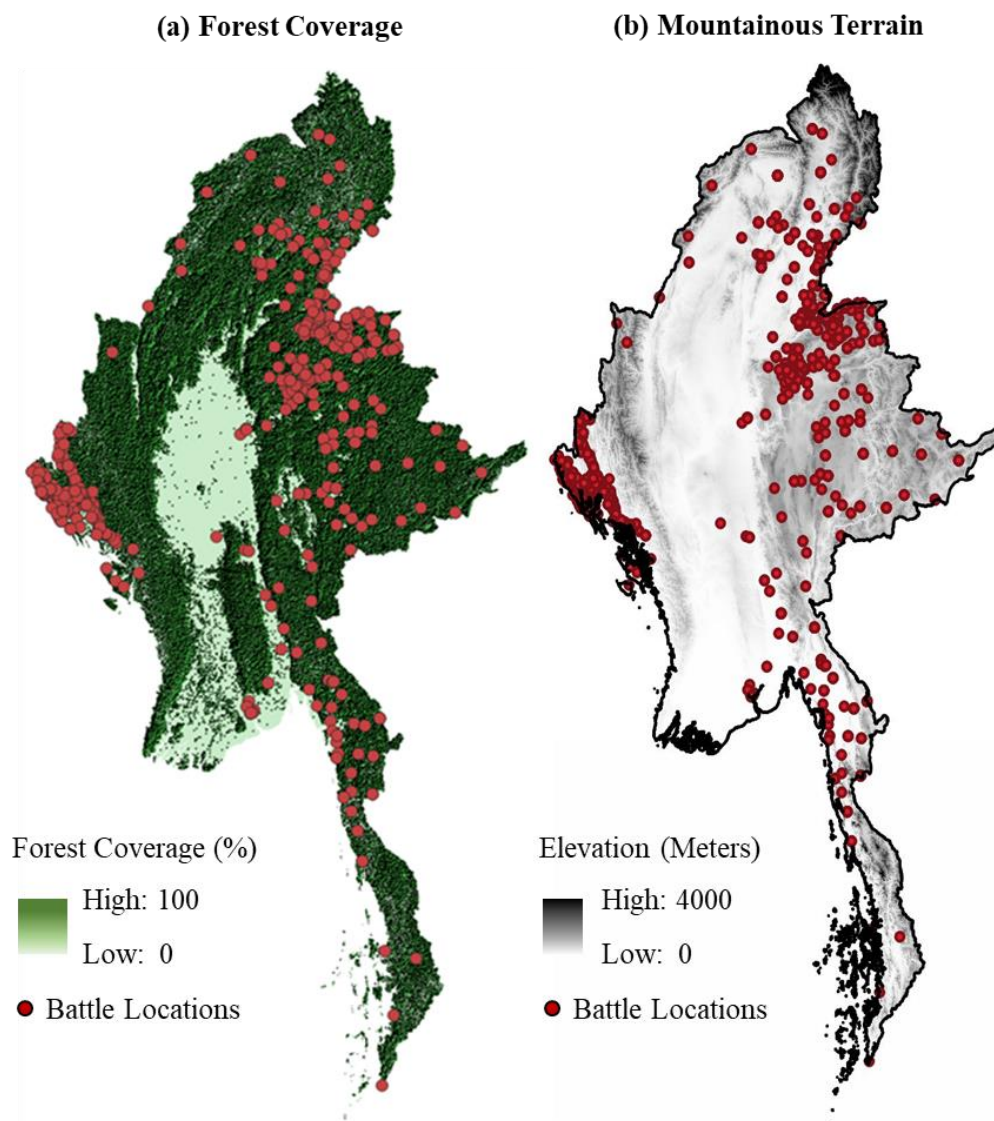 (a) Forest Coverage
(b) Mountainous Terrain
Forest Coverage (%)
High: 100
Low: 0
Battle Locations
Elevation (Meters)
High: 4000
Low: 0
Battle Locations